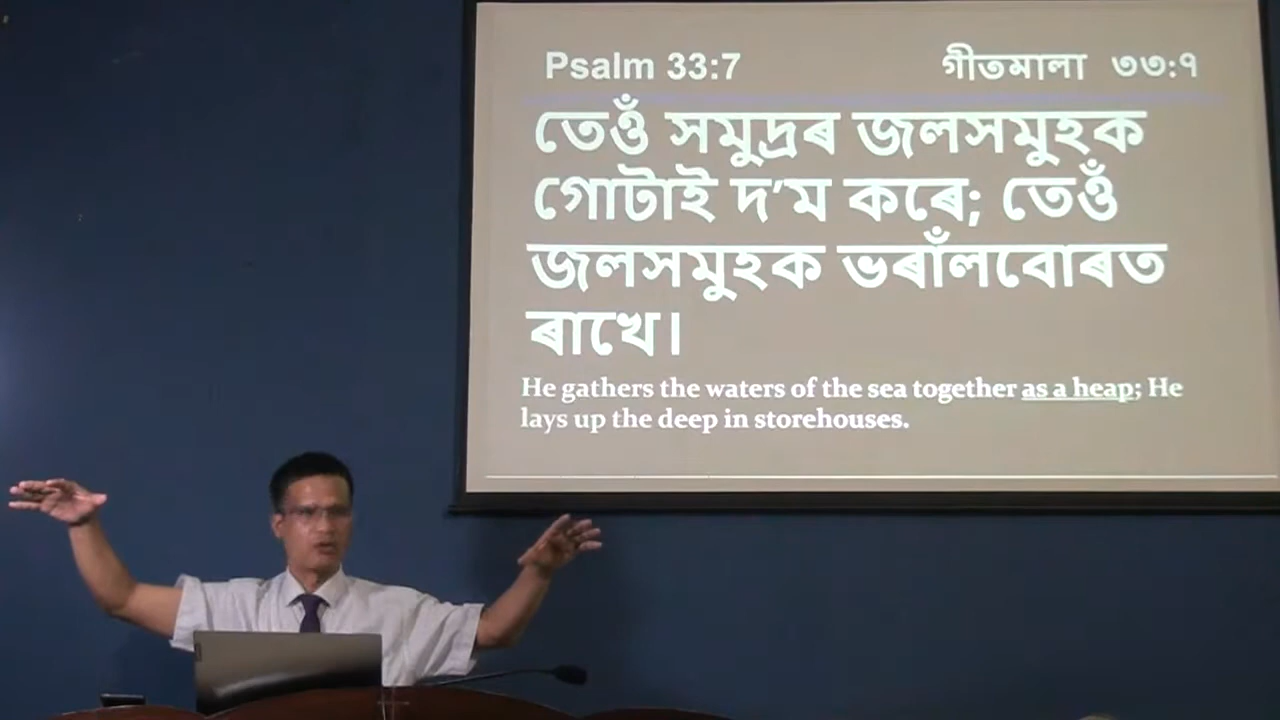 Psalm 33:7 গীতমালা ৩৩:৭
তেওঁ সমুদ্ৰৰ জলসমুহক
গোটাই দ’ম কৰে; তেওঁ
জলসমুহক ভৰাঁলবোৰত
ৰাখে।
He gathers the waters of the sea together as a heap; He
lays up the deep in storehouses.